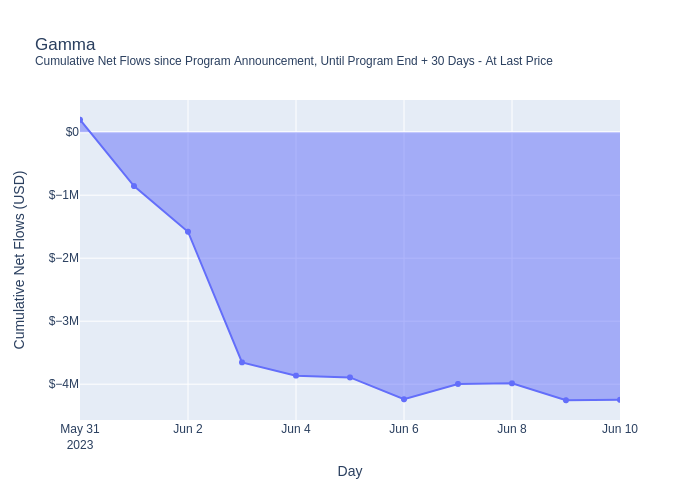 Gamma
Cumulative Net Flows since Program Announcement, Until Program End + 30 Days - At Last Price
Cumulative Net Flows (USD)
$0
$−1M
$−2M
$−3M
$−4M
May 31
2023
Jun 2
Jun 4
Jun 6
Jun 8
Jun 10
Day